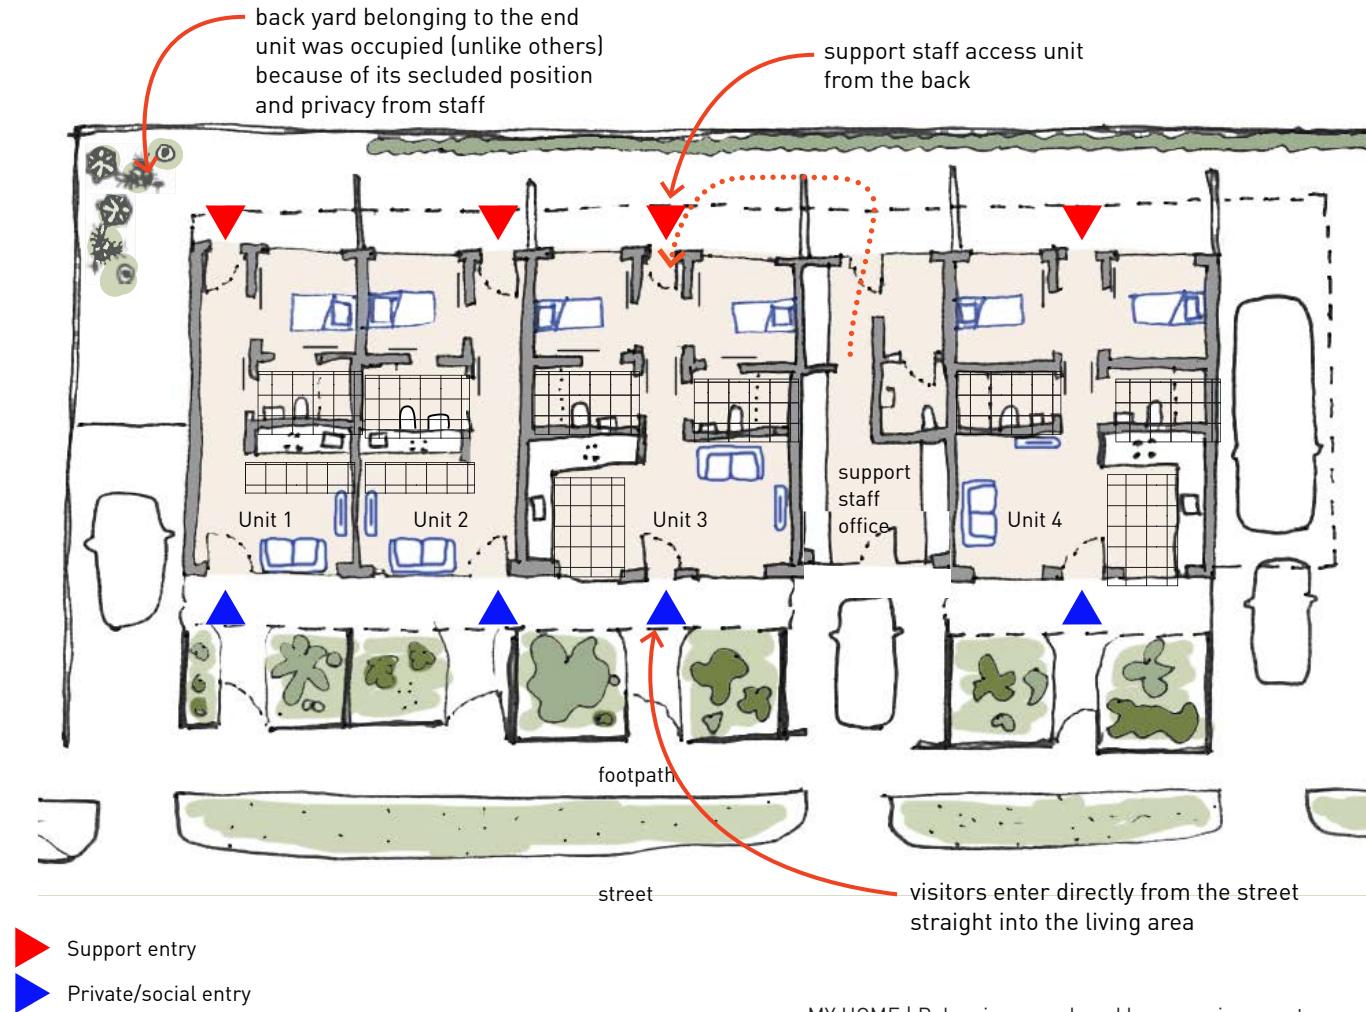 back yard belonging to the end
unit was occupied (unlike others)
because of its secluded position
and privacy from staff
support staff access unit
from the back
support
staff
office
Unit 1
Unit 2
Unit 3
Unit 4
footpath
street
visitors enter directly from the street
straight into the living area
Support entry
Private/social entry
MY HOME |